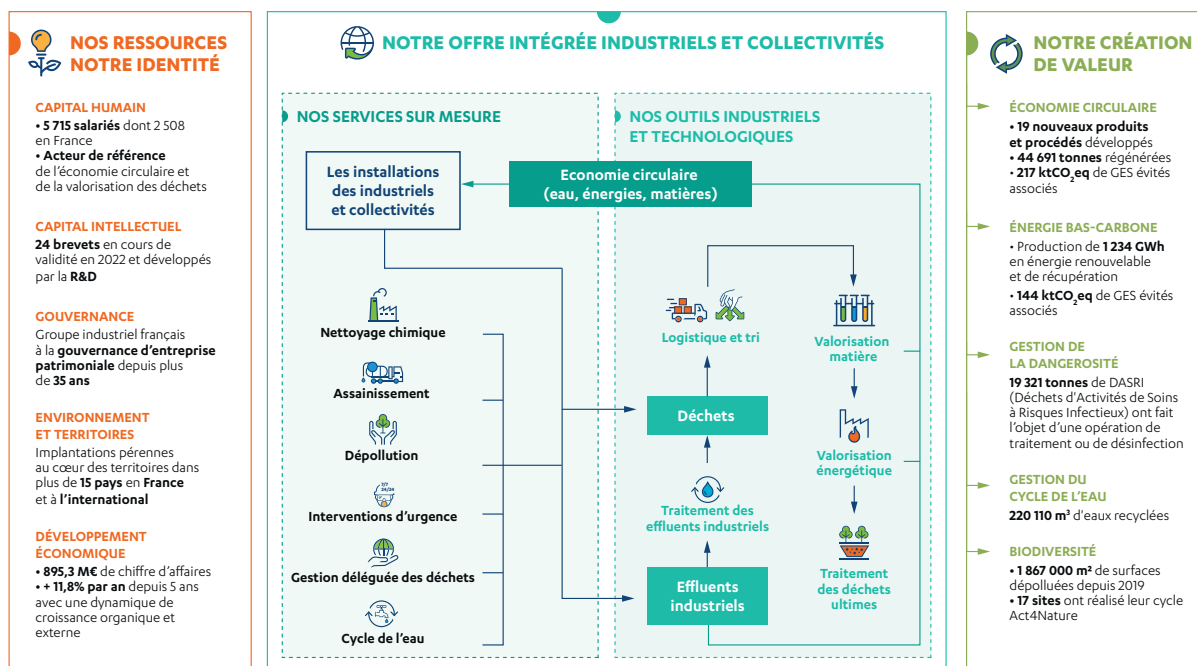 NOS RESSOURCES
NOTRE IDENTITÉ
CAPITAL HUMAIN
• 5 715 salariés dont 2 508
en France
• Acteur de référence
de l'économie circulaire et
de la valorisation des déchets
CAPITAL INTELLECTUEL
24 brevets en cours de
validité en 2022 et développés
par la R&D
GOUVERNANCE
Groupe industriel français
à la gouvernance d'entreprise
patrimoniale depuis plus
de 35 ans
ENVIRONNEMENT
ET TERRITOIRES
Implantations pérennes
au cœur des territoires dans
plus de 15 pays en France
et à l'international
DÉVELOPPEMENT
ÉCONOMIQUE
• 895,3 M€ de chiffre d'affaires
• + 11,8% par an depuis 5 ans
avec une dynamique de
croissance organique et
externe
NOTRE OFFRE INTÉGRÉE INDUSTRIELS ET COLLECTIVITÉS
NOS SERVICES SUR MESURE
Les installations
des industriels
et collectivités
Nettoyage chimique
Assainissement
Dépollution
7/7
24/24
Interventions d'urgence
Gestion déléguée des déchets
Cycle de l'eau
NOS OUTILS INDUSTRIELS
ET TECHNOLOGIQUES
Economie circulaire
(eau, énergies, matières)
Logistique et tri
Déchets
Traitement des
effluents industriels
Effluents
industriels
Valorisation
matière
Valorisation
énergétique
Traitement
des déchets
ultimes
NOTRE CRÉATION
DE VALEUR
ÉCONOMIE CIRCULAIRE
• 19 nouveaux produits
et procédés développés
• 44 691 tonnes régénérées
• 217 ktCO₂eq de GES évités
associés
ÉNERGIE BAS-CARBONE
• Production de 1 234 GWh
en énergie renouvelable
et de récupération
• 144 ktCO₂eq de GES évités
associés
GESTION DE
LA DANGEROSITÉ
19 321 tonnes de DASRI
(Déchets d'Activités de Soins
à Risques Infectieux) ont fait
l'objet d'une opération de
traitement ou de désinfection
GESTION DU
CYCLE DE L'EAU
220 110 m³ d'eaux recyclées
BIODIVERSITÉ
• 1 867 000 m² de surfaces
dépolluées depuis 2019
• 17 sites ont réalisé leur cycle
Act4Nature